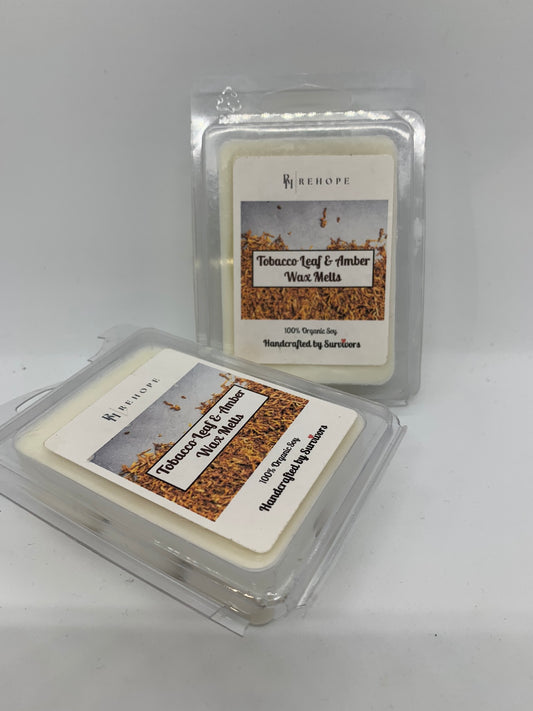 RH REHOPE
Tobacco Leaf & Amber
Wax Melts
100% Organic Soy
Handcrafted by Survivors
RH REHOPE
Tobacco Leaf & Amber
Wax Melts
100% Organic Soy
Handcrafted by Survivors